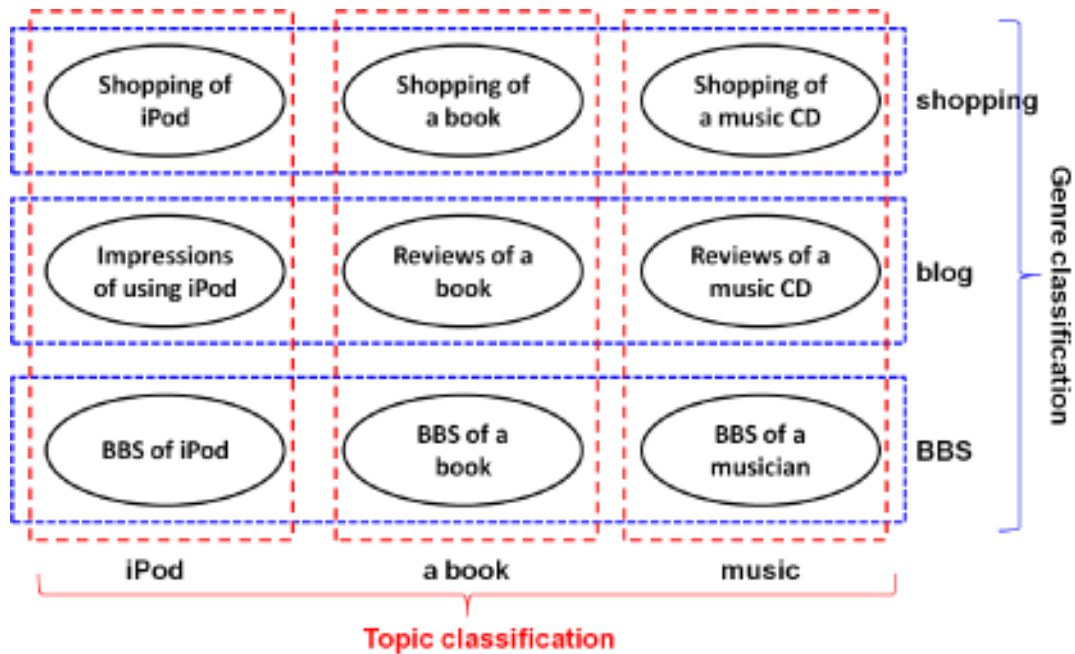 Shopping of
iPod
Shopping of
a book
Shopping of
a music CD
shopping
Impressions
of using iPod
Reviews of a
book
Reviews of a
music CD
blog
BBS of iPod
BBS of a
book
BBS of a
musician
BBS
Genre classification
iPod
a book
music
Topic classification